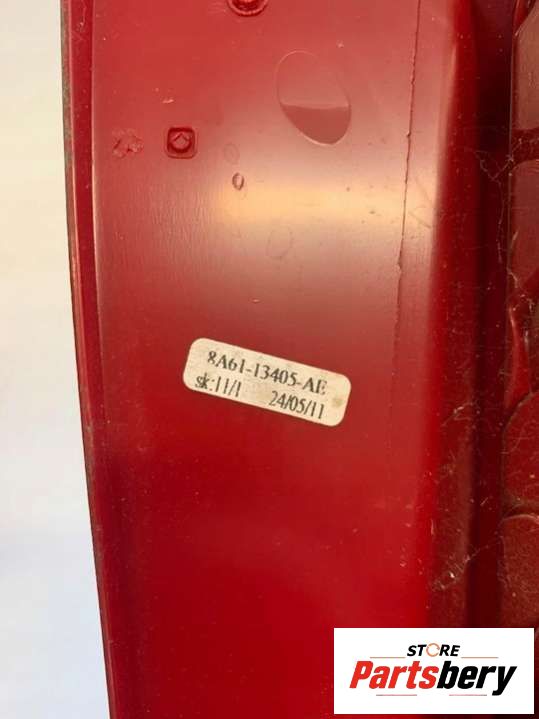 8A61-13405-AE
sk:11/1 24/05/11
STORE
Partsbery